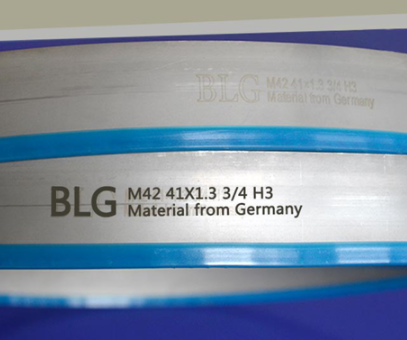 BLG M42 41x1.3 3/4 H3
Material from Germany
BLG M42 41X1.3 3/4 H3
Material from Germany